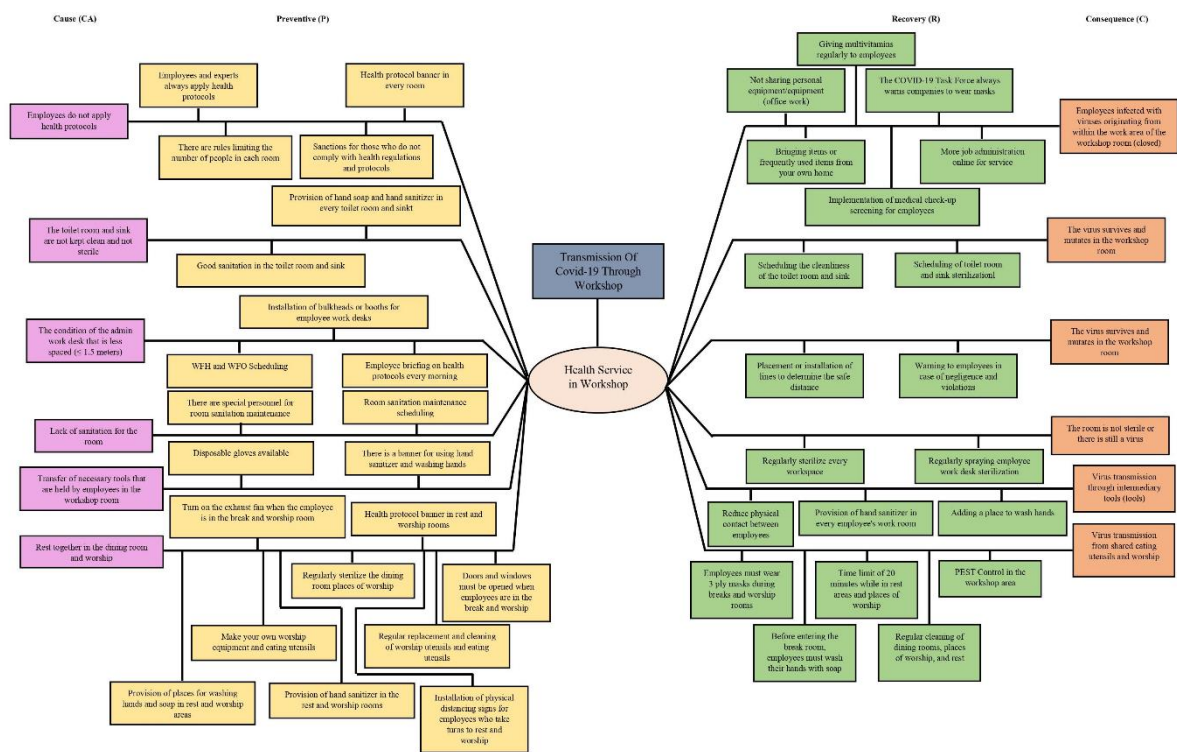 Cause (CA)
Preventive (P)
Recovery (R)
Consequence (C)
Employees do not apply
health protocols
Employees and experts
always apply health
protocols
Health protocol banner in
every room
There are rules limiting the
number of people in each room
Sanctions for those who do not
comply with health regulations
and protocols
The toilet room and sink
are not kept clean and not
sterile
Provision of hand soap and hand sanitizer in
every toilet room and sinkt
Good sanitation in the toilet room and sink
The condition of the admin
work desk that is less
spaced (≤ 1.5 meters)
Installation of bulkheads or booths for
employee work desks
WFH and WFO Scheduling
Employee briefing on health
protocols every morning
Lack of sanitation for the
room
There are special personnel for
room sanitation maintenance
Room sanitation maintenance
scheduling
Transfer of necessary tools that
are held by employees in the
workshop room
Disposable gloves available
There is a banner for using hand
sanitizer and washing hands
Rest together in the dining room
and worship
Turn on the exhaust fan when the employee
is in the break and worship room
Health protocol banner in rest and
worship rooms
Regularly sterilize the dining
room places of worship
Doors and windows
must be opened when
employees are in the
break and worship
Make your own worship
equipment and eating utensils
Regular replacement and cleaning
of worship utensils and eating
utensils
Provision of places for washing
hands and soap in rest and worship
areas
Provision of hand sanitizer in the
rest and worship rooms
Installation of physical
distancing signs for
employees who take
turns to rest and
worship
Transmission Of
Covid-19 Through
Workshop
Health Service
in Workshop
Giving multivitamins
regularly to employees
Not sharing personal
equipment/equipment
(office work)
The COVID-19 Task Force always
warns companies to wear masks
Bringing items or
frequently used items from
your own home
More job administration
online for service
Implementation of medical check-up
screening for employees
Employees infected with
viruses originating from
within the work area of the
workshop room (closed)
Scheduling the cleanliness
of the toilet room and sink
Scheduling of toilet room
and sink sterilizationl
The virus survives and
mutates in the workshop
room
Placement or installation of
lines to determine the safe
distance
Warning to employees in
case of negligence and
violations
The virus survives and
mutates in the workshop
room
Regularly sterilize every
workspace
Regularly spraying employee
work desk sterilization
The room is not sterile or
there is still a virus
Reduce physical
contact between
employees
Provision of hand sanitizer in
every employee's work room
Adding a place to wash hands
Virus transmission
through intermediary
tools (tools)
Employees must wear
3 ply masks during
breaks and worship
rooms
Time limit of 20
minutes while in rest
areas and places of
worship
PEST Control in the
workshop area
Before entering the
break room,
employees must wash
their hands with soap
Regular cleaning of
dining rooms, places
of worship, and rest
Virus transmission
from shared eating
utensils and worship